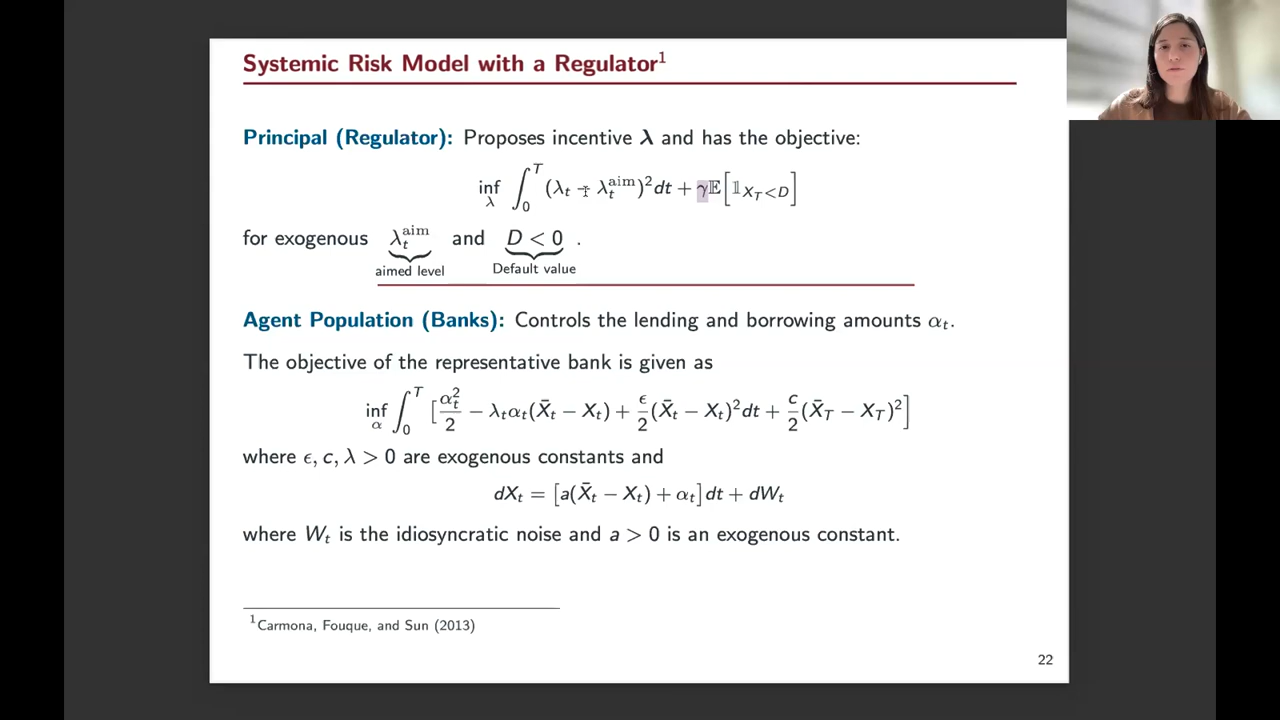 Systemic Risk Model with a Regulator¹
Principal (Regulator): Proposes incentive λ and has the objective:
inf_λ ∫_0^T (λ_t − λ_t^aim)² dt + γ𝔼[𝟙_{X_T<D}]
for exogenous λ_t^aim and D < 0 .
aimed level Default value
Agent Population (Banks): Controls the lending and borrowing amounts α_t.
The objective of the representative bank is given as
inf_α ∫_0^T [α_t²/2 − λ_t α_t(X̄_t − X_t) + ϵ/2 (X̄_t − X_t)² dt + c/2 (X̄_T − X_T)²]
where ϵ, c, λ > 0 are exogenous constants and
dX_t = [a(X̄_t − X_t) + α_t]dt + dW_t
where W_t is the idiosyncratic noise and a > 0 is an exogenous constant.
¹Carmona, Fouque, and Sun (2013)
22